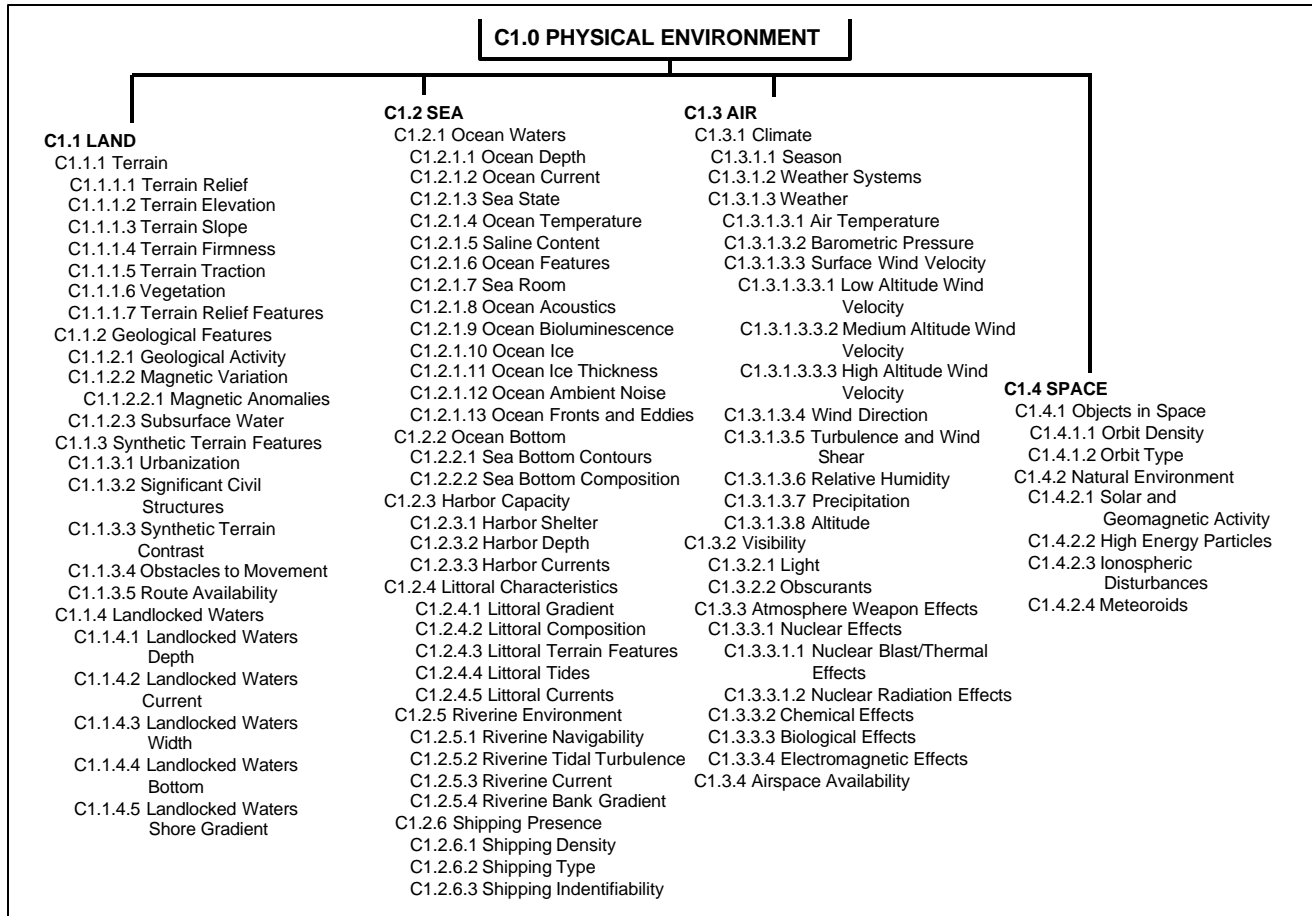 C1.0 PHYSICAL ENVIRONMENT
C1.1 LAND
C1.1.1 Terrain
C1.1.1.1 Terrain Relief
C1.1.1.2 Terrain Elevation
C1.1.1.3 Terrain Slope
C1.1.1.4 Terrain Firmness
C1.1.1.5 Terrain Traction
C1.1.1.6 Vegetation
C1.1.1.7 Terrain Relief Features
C1.1.2 Geological Features
C1.1.2.1 Geological Activity
C1.1.2.2 Magnetic Variation
C1.1.2.2.1 Magnetic Anomalies
C1.1.2.3 Subsurface Water
C1.1.3 Synthetic Terrain Features
C1.1.3.1 Urbanization
C1.1.3.2 Significant Civil
Structures
C1.1.3.3 Synthetic Terrain
Contrast
C1.1.3.4 Obstacles to Movement
C1.1.3.5 Route Availability
C1.1.4 Landlocked Waters
C1.1.4.1 Landlocked Waters
Depth
C1.1.4.2 Landlocked Waters
Current
C1.1.4.3 Landlocked Waters
Width
C1.1.4.4 Landlocked Waters
Bottom
C1.1.4.5 Landlocked Waters
Shore Gradient
C1.2 SEA
C1.2.1 Ocean Waters
C1.2.1.1 Ocean Depth
C1.2.1.2 Ocean Current
C1.2.1.3 Sea State
C1.2.1.4 Ocean Temperature
C1.2.1.5 Saline Content
C1.2.1.6 Ocean Features
C1.2.1.7 Sea Room
C1.2.1.8 Ocean Acoustics
C1.2.1.9 Ocean Bioluminescence
C1.2.1.10 Ocean Ice
C1.2.1.11 Ocean Ice Thickness
C1.2.1.12 Ocean Ambient Noise
C1.2.1.13 Ocean Fronts and Eddies
C1.2.2 Ocean Bottom
C1.2.2.1 Sea Bottom Contours
C1.2.2.2 Sea Bottom Composition
C1.2.3 Harbor Capacity
C1.2.3.1 Harbor Shelter
C1.2.3.2 Harbor Depth
C1.2.3.3 Harbor Currents
C1.2.4 Littoral Characteristics
C1.2.4.1 Littoral Gradient
C1.2.4.2 Littoral Composition
C1.2.4.3 Littoral Terrain Features
C1.2.4.4 Littoral Tides
C1.2.4.5 Littoral Currents
C1.2.5 Riverine Environment
C1.2.5.1 Riverine Navigability
C1.2.5.2 Riverine Tidal Turbulence
C1.2.5.3 Riverine Current
C1.2.5.4 Riverine Bank Gradient
C1.2.6 Shipping Presence
C1.2.6.1 Shipping Density
C1.2.6.2 Shipping Type
C1.2.6.3 Shipping Indentifiability
C1.3 AIR
C1.3.1 Climate
C1.3.1.1 Season
C1.3.1.2 Weather Systems
C1.3.1.3 Weather
C1.3.1.3.1 Air Temperature
C1.3.1.3.2 Barometric Pressure
C1.3.1.3.3 Surface Wind Velocity
C1.3.1.3.3.1 Low Altitude Wind
Velocity
C1.3.1.3.3.2 Medium Altitude Wind
Velocity
C1.3.1.3.3.3 High Altitude Wind
Velocity
C1.3.1.3.4 Wind Direction
C1.3.1.3.5 Turbulence and Wind
Shear
C1.3.1.3.6 Relative Humidity
C1.3.1.3.7 Precipitation
C1.3.1.3.8 Altitude
C1.3.2 Visibility
C1.3.2.1 Light
C1.3.2.2 Obscurants
C1.3.3 Atmosphere Weapon Effects
C1.3.3.1 Nuclear Effects
C1.3.3.1.1 Nuclear Blast/Thermal
Effects
C1.3.3.1.2 Nuclear Radiation Effects
C1.3.3.2 Chemical Effects
C1.3.3.3 Biological Effects
C1.3.3.4 Electromagnetic Effects
C1.3.4 Airspace Availability
C1.4 SPACE
C1.4.1 Objects in Space
C1.4.1.1 Orbit Density
C1.4.1.2 Orbit Type
C1.4.2 Natural Environment
C1.4.2.1 Solar and
Geomagnetic Activity
C1.4.2.2 High Energy Particles
C1.4.2.3 Ionospheric
Disturbances
C1.4.2.4 Meteoroids